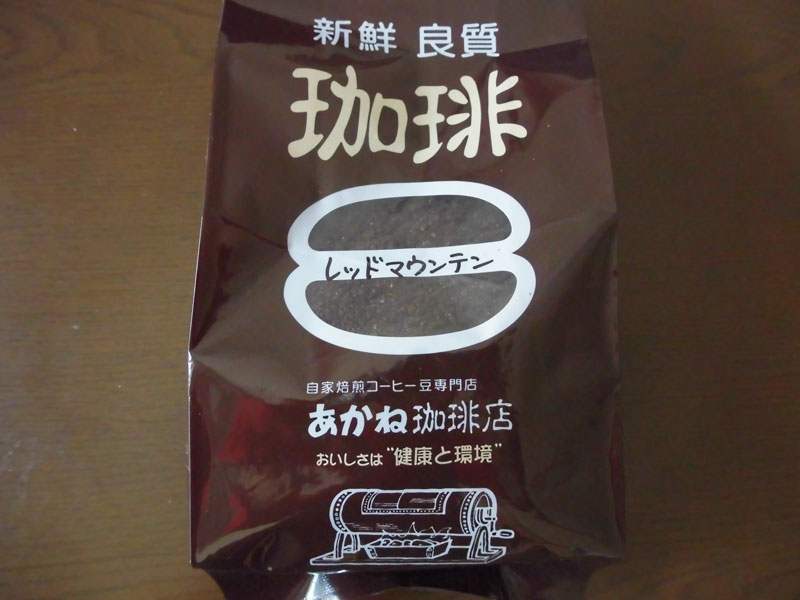 新鮮 良質
珈琲
レッドマウンテン
自家焙煎コーヒー豆専門店
あかね珈琲店
おいしさは“健康と環境”